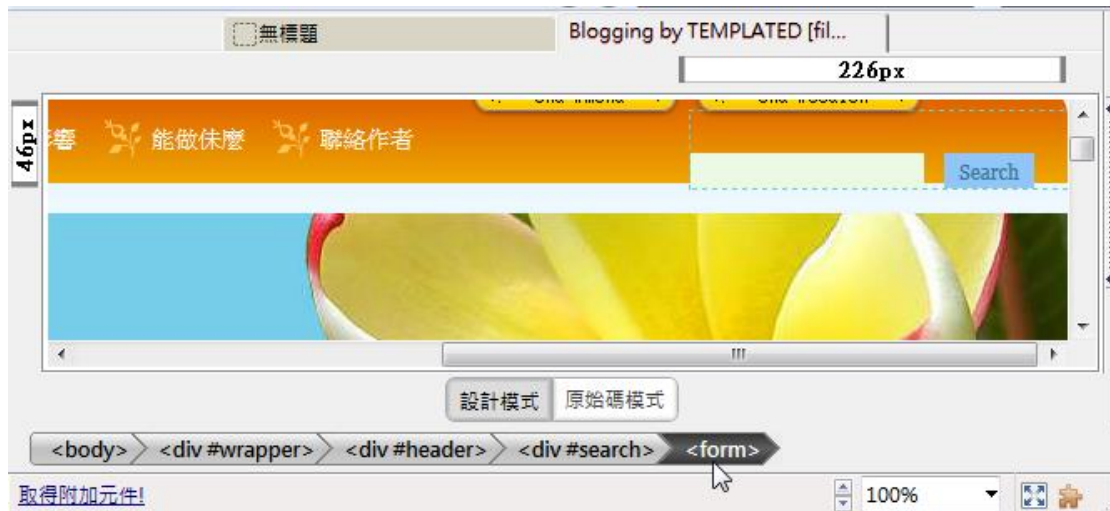 無標題
Blogging by TEMPLATED [fil...
226px
46px
影響 能做什麼 聯絡作者
Search
設計模式 原始碼模式
<body> <div #wrapper> <div #header> <div #search> <form>
取得附加元件!
100%